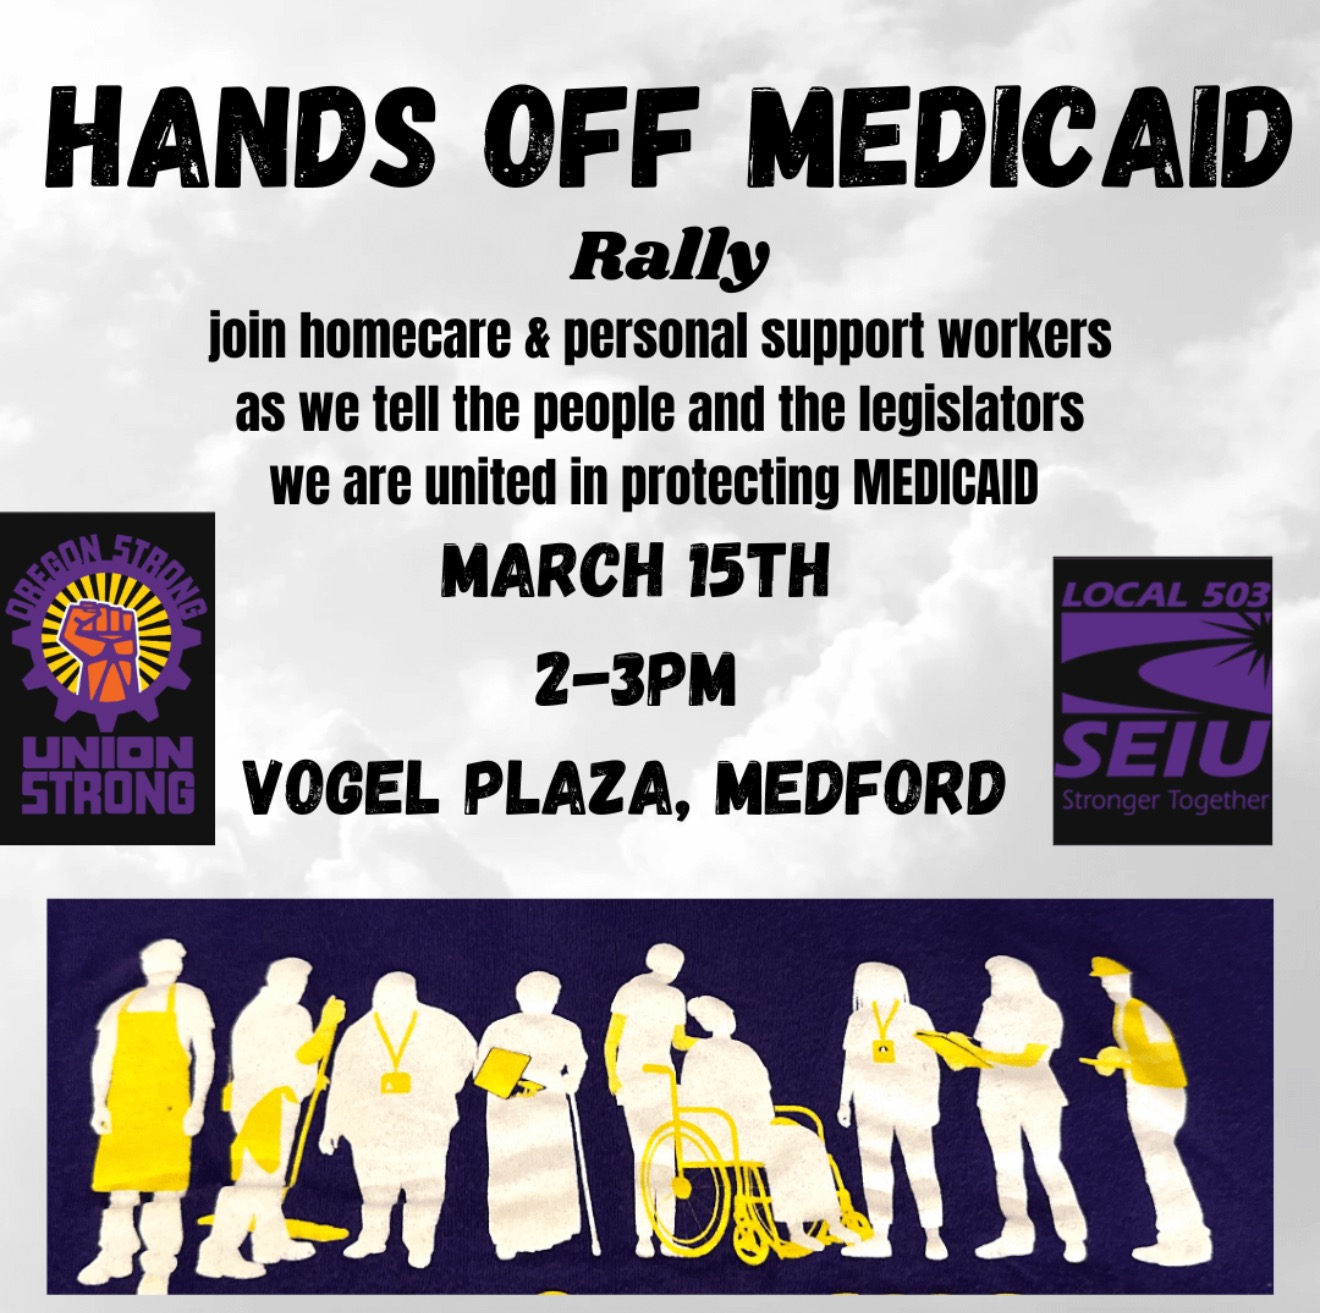 HANDS OFF MEDICAID
Rally
join homecare & personal support workers
as we tell the people and the legislators
we are united in protecting MEDICAID
MARCH 15TH
2-3PM
VOGEL PLAZA, MEDFORD
OREGON STRONG
UNION
STRONG
LOCAL 503
SEIU
Stronger Together